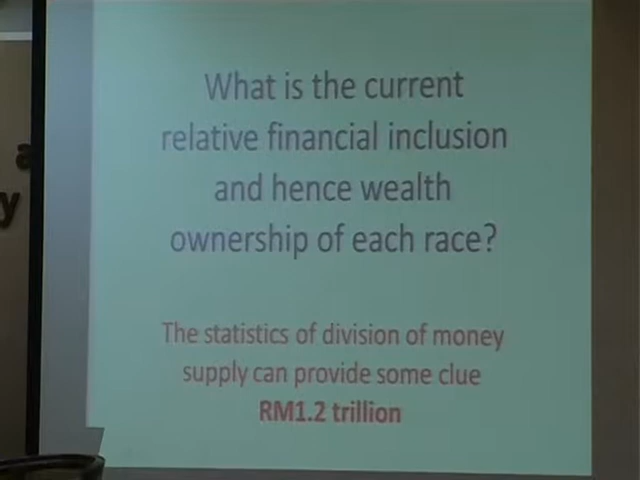 What is the current
relative financial inclusion
and hence wealth
ownership of each race?
The statistics of division of money
supply can provide some clue
RM1.2 trillion
a
y